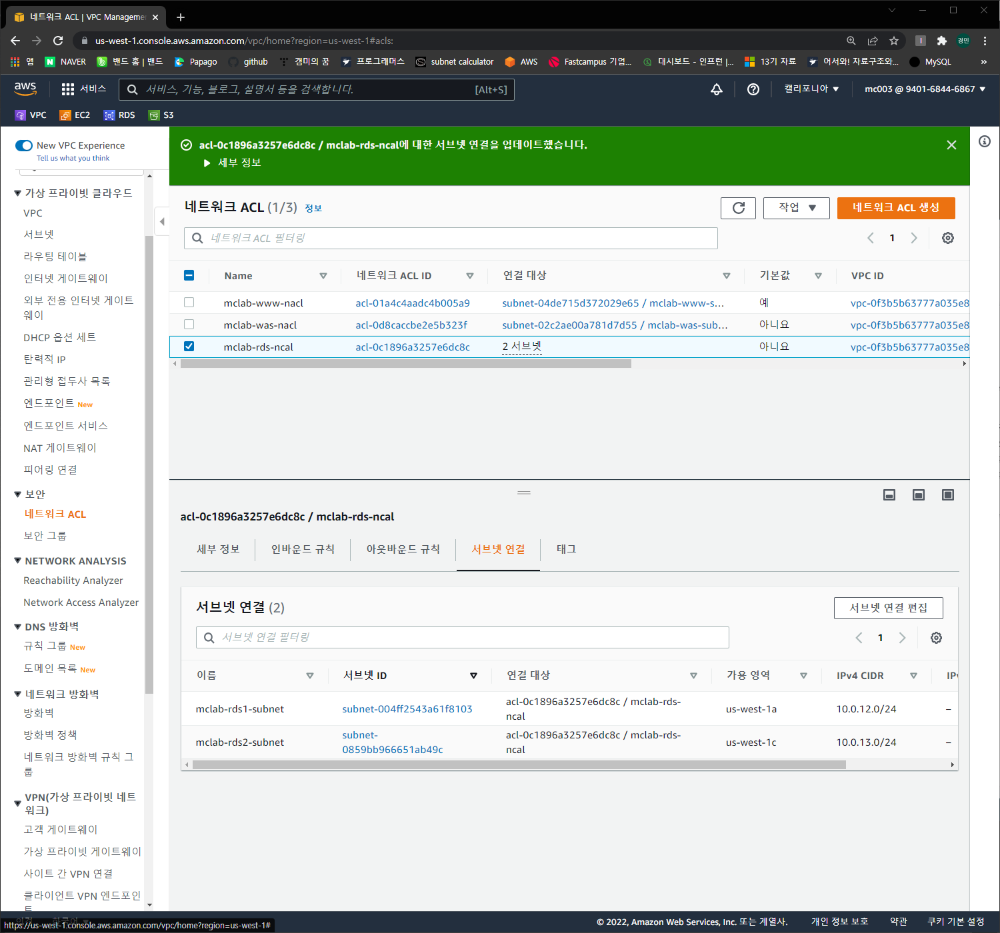 네트워크 ACL | VPC Manageme
us-west-1.console.aws.amazon.com/vpc/home?region=us-west-1#acls:
경민
앱
NAVER
밴드 홈 | 밴드
Papago
github
캠미의 꿈
프로그래머스
subnet calculator
AWS
Fastcampus 기업...
대시보드 - 인프런 |...
13기 자료
어서와! 자료구조와...
MySQL
»
aws
서비스
서비스, 기능, 블로그, 설명서 등을 검색합니다.
[Alt+S]
캘리포니아 ▼
mc003 @ 9401-6844-6867 ▼
VPC
EC2
RDS
S3
New VPC Experience
Tell us what you think
가상 프라이빗 클라우드
VPC
서브넷
라우팅 테이블
인터넷 게이트웨이
외부 전용 인터넷 게이트
웨이
DHCP 옵션 세트
탄력적 IP
관리형 접두사 목록
엔드포인트 New
엔드포인트 서비스
NAT 게이트웨이
피어링 연결
보안
네트워크 ACL
보안 그룹
NETWORK ANALYSIS
Reachability Analyzer
Network Access Analyzer
DNS 방화벽
규칙 그룹 New
도메인 목록 New
네트워크 방화벽
방화벽
방화벽 정책
네트워크 방화벽 규칙 그
룹
VPN(가상 프라이빗 네트
워크)
고객 게이트웨이
가상 프라이빗 게이트웨이
사이트 간 VPN 연결
클라이언트 VPN 엔드포인
트
acl-0c1896a3257e6dc8c / mclab-rds-ncal에 대한 서브넷 연결을 업데이트했습니다.
세부 정보
네트워크 ACL (1/3) 정보
작업 ▼
네트워크 ACL 생성
네트워크 ACL 필터링
1
Name 네트워크 ACL ID 연결 대상 기본값 VPC ID
mclab-www-nacl acl-01a4c4aadc4b005a9 subnet-04de715d372029e65 / mclab-www-s... 예 vpc-0f3b5b63777a035e8
mclab-was-nacl acl-0d8caccbe2e5b323f subnet-02c2ae00a781d7d55 / mclab-was-sub... 아니요 vpc-0f3b5b63777a035e8
mclab-rds-ncal acl-0c1896a3257e6dc8c 2 서브넷 아니요 vpc-0f3b5b63777a035e8
acl-0c1896a3257e6dc8c / mclab-rds-ncal
세부 정보
인바운드 규칙
아웃바운드 규칙
서브넷 연결
태그
서브넷 연결 (2)
서브넷 연결 편집
서브넷 연결 필터링
1
이름 서브넷 ID 연결 대상 가용 영역 IPv4 CIDR IPv
mclab-rds1-subnet subnet-004ff2543a61f8103 acl-0c1896a3257e6dc8c / mclab-rds-
ncal us-west-1a 10.0.12.0/24 –
mclab-rds2-subnet subnet-
0859bb966651ab49c acl-0c1896a3257e6dc8c / mclab-rds-
ncal us-west-1c 10.0.13.0/24 –
https://us-west-1.console.aws.amazon.com/vpc/home?region=us-west-1#
© 2022, Amazon Web Services, Inc. 또는 계열사.
개인 정보 보호
약관
쿠키 기본 설정